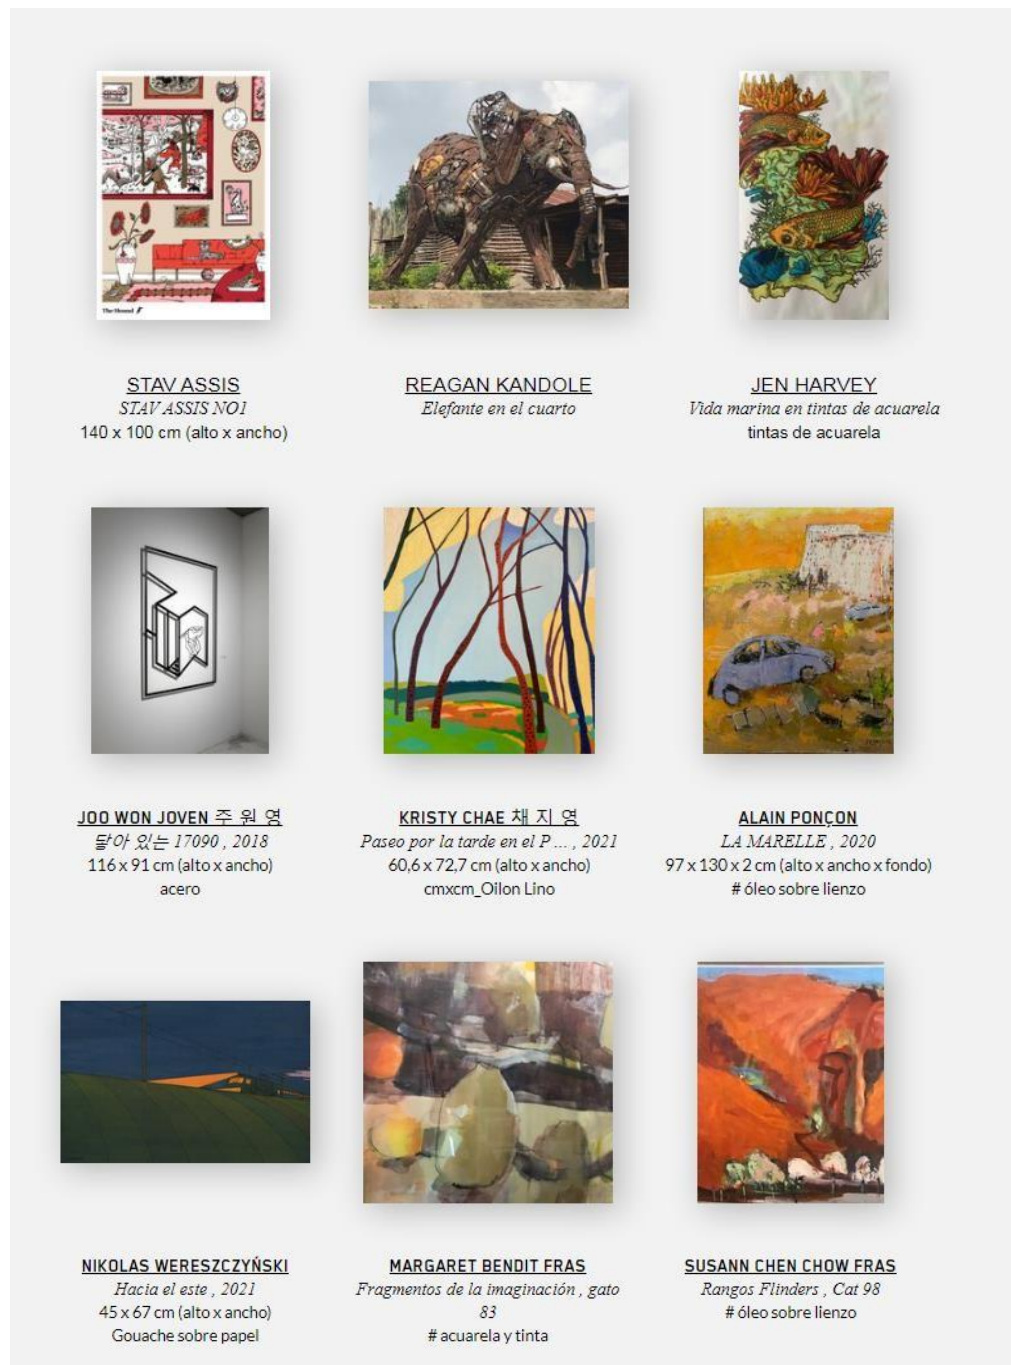 The Hound
STAV ASSIS
STAV ASSIS NO1
140 x 100 cm (alto x ancho)
REAGAN KANDOLE
Elefante en el cuarto
JEN HARVEY
Vida marina en tintas de acuarela
tintas de acuarela
JOO WON JOVEN 주 원 영
닮아 있는 17090 , 2018
116 x 91 cm (alto x ancho)
acero
KRISTY CHAE 채 지 영
Paseo por la tarde en el P ... , 2021
60,6 x 72,7 cm (alto x ancho)
cmxcm_Oilon Lino
ALAIN PONÇON
LA MARELLE , 2020
97 x 130 x 2 cm (alto x ancho x fondo)
# óleo sobre lienzo
NIKOLAS WERESZCZYŃSKI
Hacia el este , 2021
45 x 67 cm (alto x ancho)
Gouache sobre papel
MARGARET BENDIT FRAS
Fragmentos de la imaginación , gato
83
# acuarela y tinta
SUSANN CHEN CHOW FRAS
Rangos Flinders , Cat 98
# óleo sobre lienzo